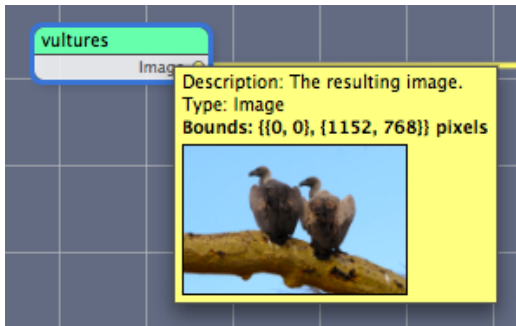 vultures
Image
Description: The resulting image.
Type: Image
Bounds: {{0, 0}, {1152, 768}} pixels